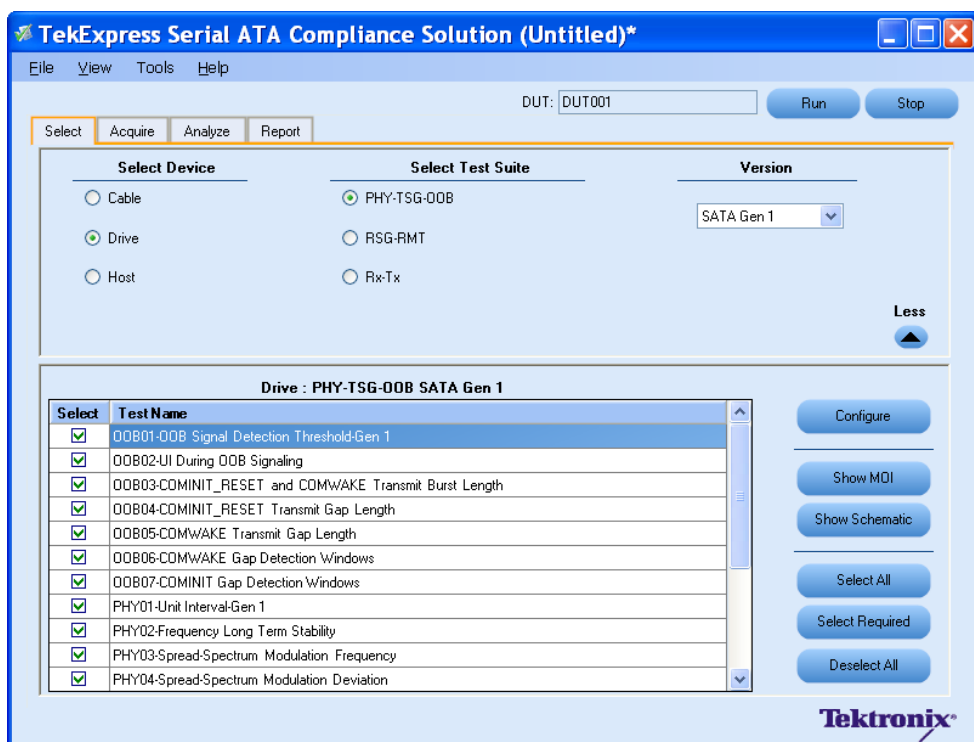 TekExpress Serial ATA Compliance Solution (Untitled)*
File View Tools Help
DUT: DUT001 Run Stop
Select Acquire Analyze Report
Select Device Select Test Suite Version
Cable PHY-TSG-OOB SATA Gen 1
Drive RSG-RMT
Host Rx-Tx
Less
Drive : PHY-TSG-OOB SATA Gen 1
Select Test Name
OOB01-OOB Signal Detection Threshold-Gen 1
OOB02-UI During OOB Signaling
OOB03-COMINIT_RESET and COMWAKE Transmit Burst Length
OOB04-COMINIT_RESET Transmit Gap Length
OOB05-COMWAKE Transmit Gap Length
OOB06-COMWAKE Gap Detection Windows
OOB07-COMINIT Gap Detection Windows
PHY01-Unit Interval-Gen 1
PHY02-Frequency Long Term Stability
PHY03-Spread-Spectrum Modulation Frequency
PHY04-Spread-Spectrum Modulation Deviation
Configure
Show MOI
Show Schematic
Select All
Select Required
Deselect All
Tektronix®